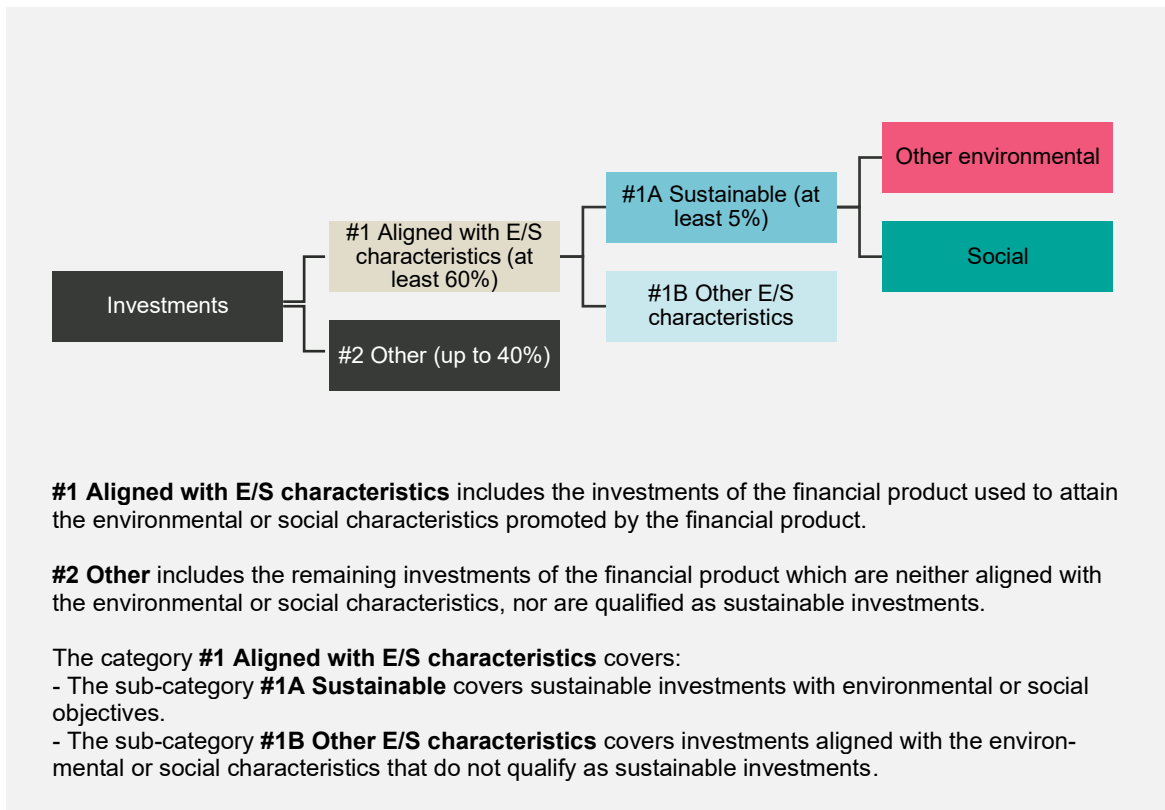 Other environmental
#1A Sustainable (at
least 5%)
#1 Aligned with E/S
characteristics (at
least 60%)
Social
Investments
#1B Other E/S
characteristics
#2 Other (up to 40%)
#1 Aligned with E/S characteristics includes the investments of the financial product used to attain
the environmental or social characteristics promoted by the financial product.
#2 Other includes the remaining investments of the financial product which are neither aligned with
the environmental or social characteristics, nor are qualified as sustainable investments.
The category #1 Aligned with E/S characteristics covers:
- The sub-category #1A Sustainable covers sustainable investments with environmental or social
objectives.
- The sub-category #1B Other E/S characteristics covers investments aligned with the environ-
mental or social characteristics that do not qualify as sustainable investments.